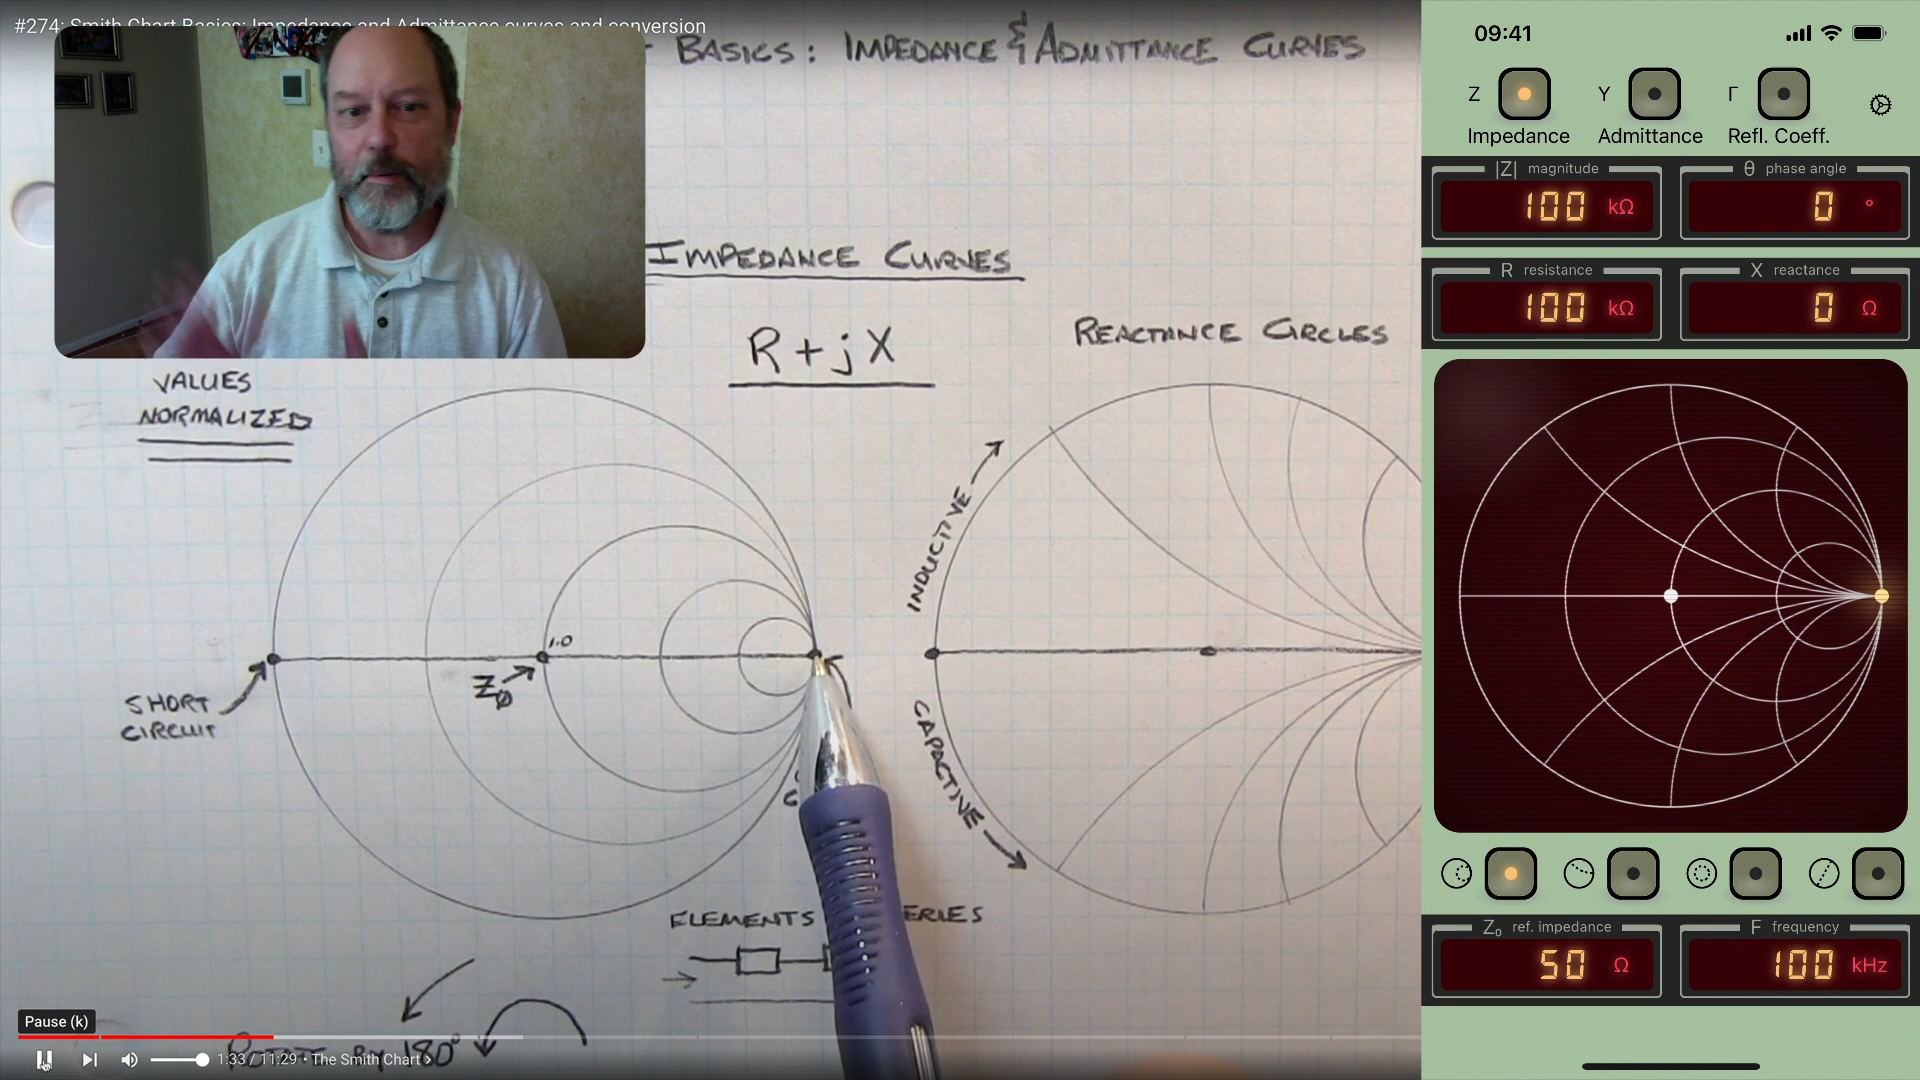 #274: Smith Chart Basics: Impedance and Admittance curves and conversion
BASICS: IMPEDANCE & ADMITTANCE CURVES
IMPEDANCE CURVES
R + j X
REACTANCE CIRCLES
VALUES
NORMALIZED
INDUCTIVE
1.0
Z0
SHORT
CIRCUIT
CAPACTIVE
ELEMENTS
ERIES
ROTATE BY 180°
Pause (k)
1:33 / 11:29 • The Smith Chart ›
09:41
Z
Y
Γ
Impedance
Admittance
Refl. Coeff.
|Z| magnitude
θ phase angle
100 kΩ
0 °
R resistance
X reactance
100 kΩ
0 Ω
Z₀ ref. impedance
F frequency
50 Ω
100 kHz